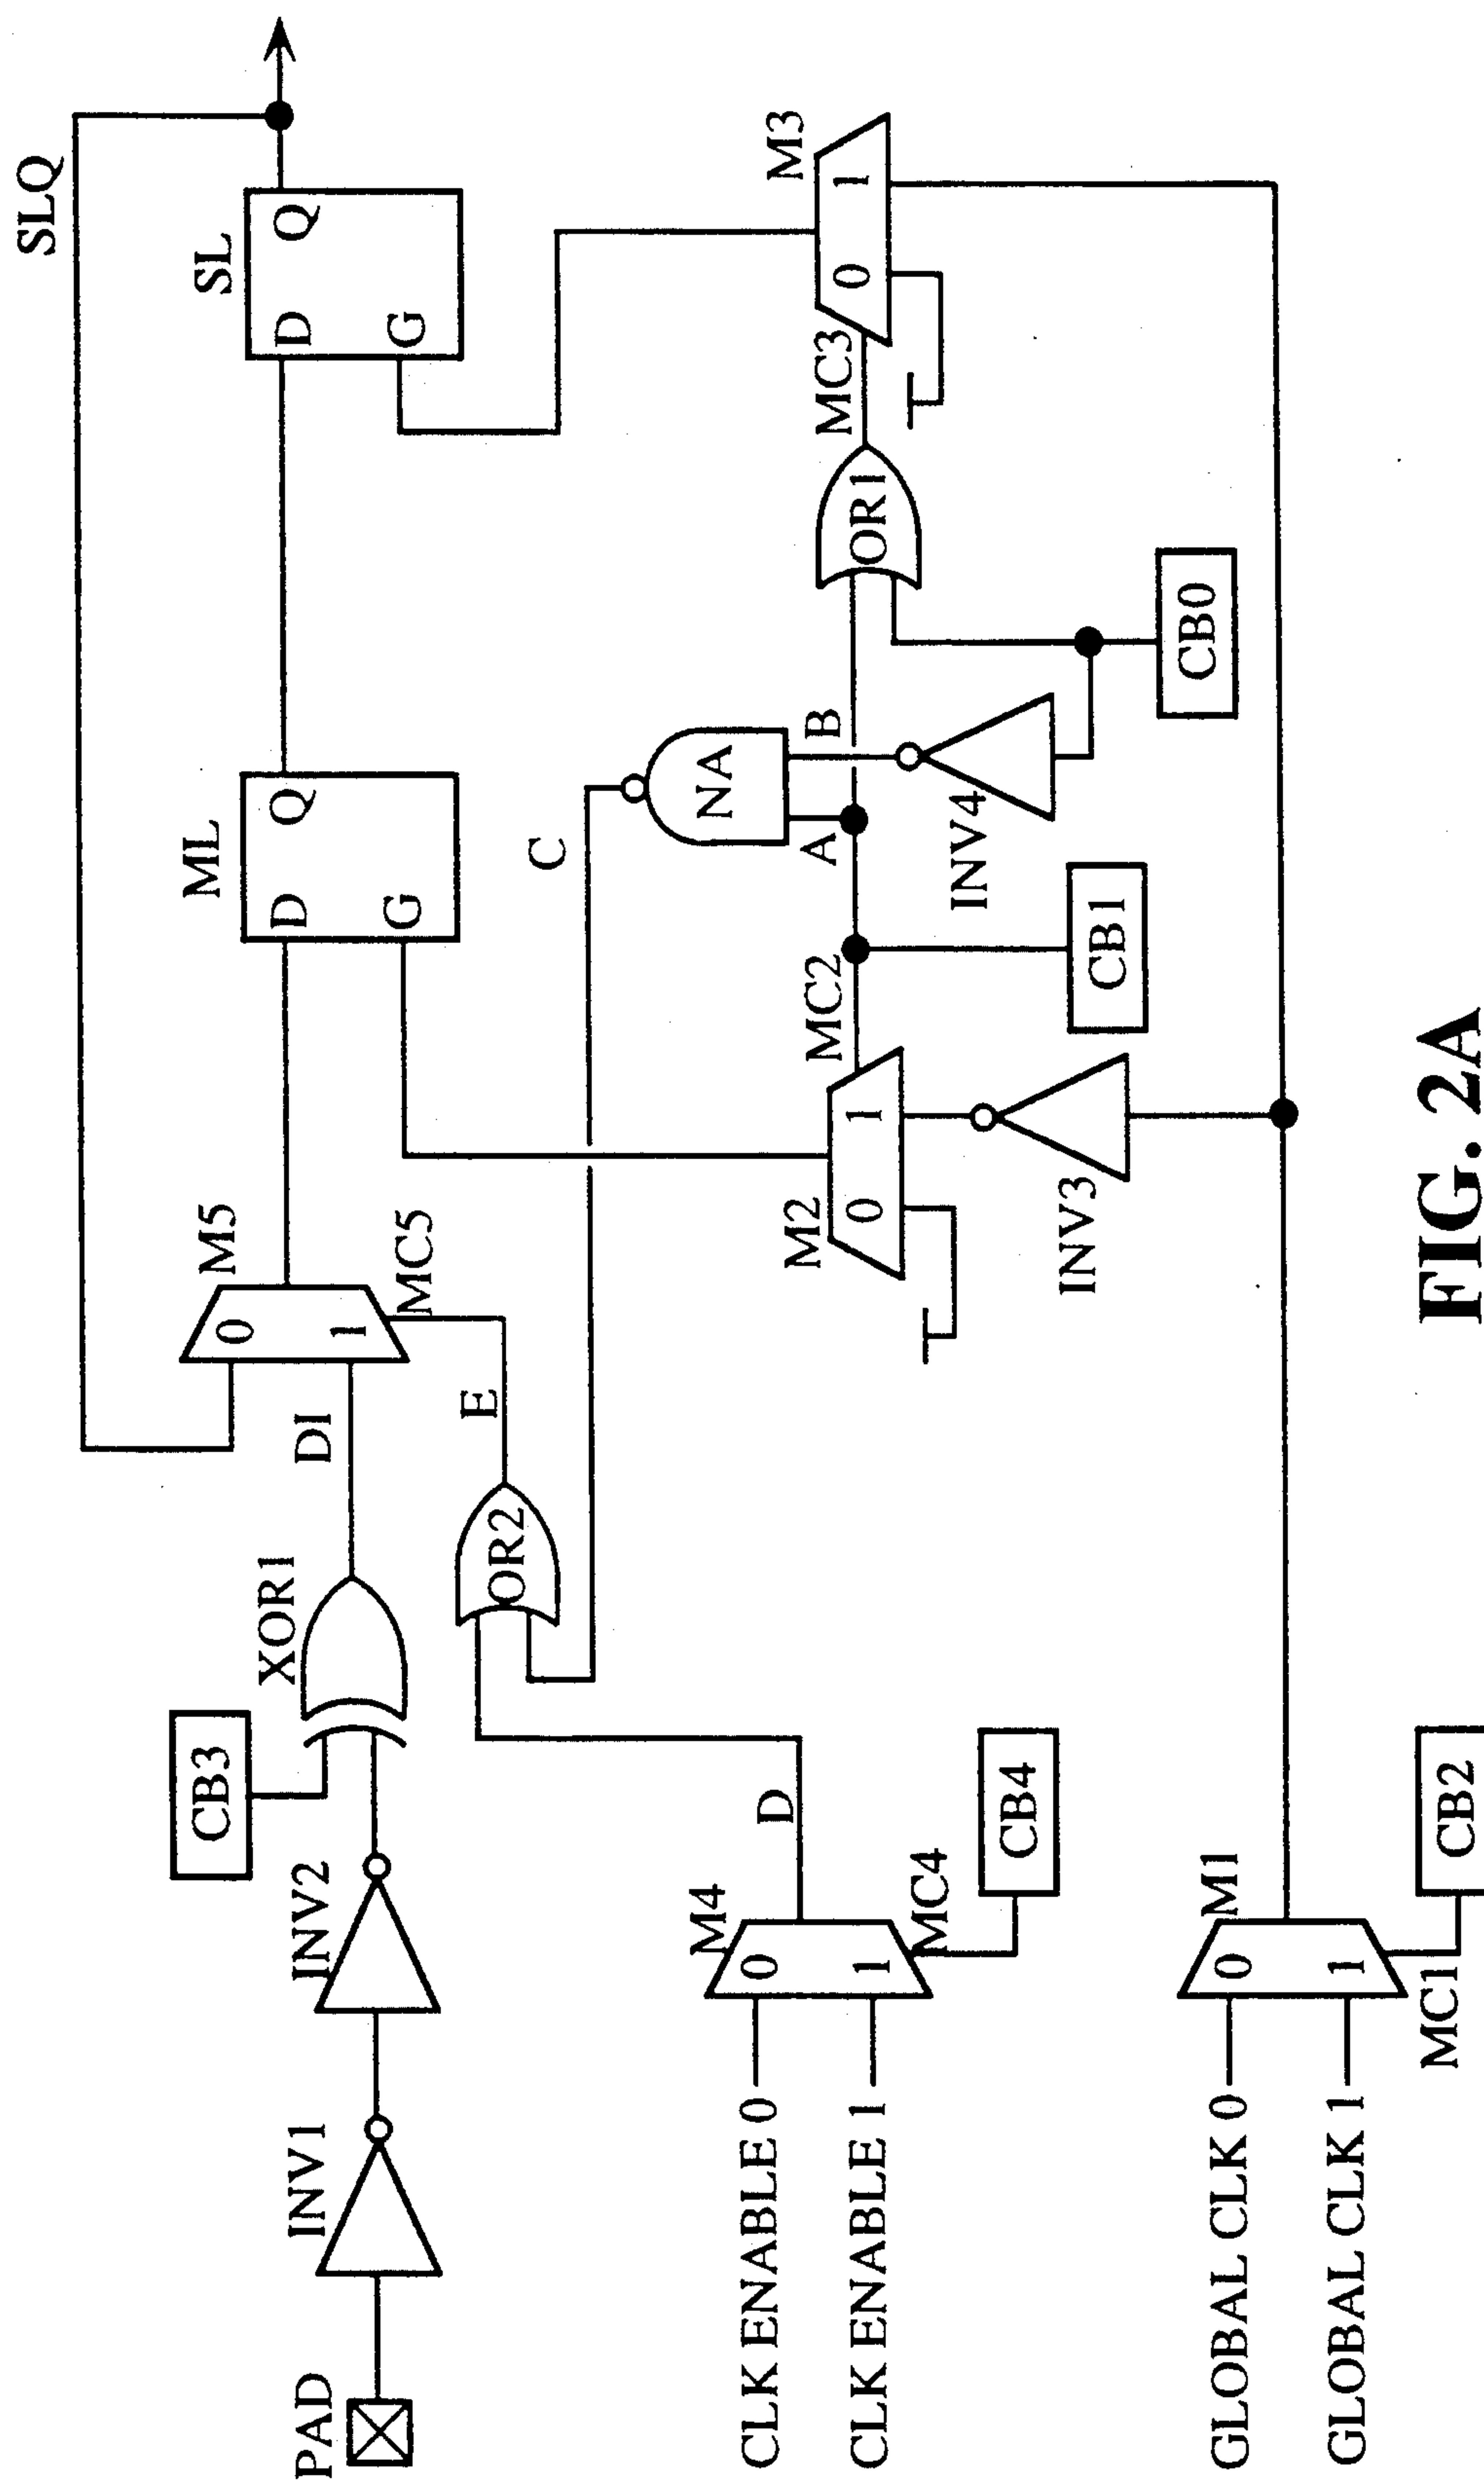 SLQ
CB3
XOR1
DI
M5
0
1
MC5
ML
D
Q
G
SL
D
Q
G
PAD
INV1
INV2
OR2
E
C
M4
0
1
MC4
D
CB4
CLK ENABLE 0
CLK ENABLE 1
M2
0
1
MC2
A
B
NA
INV4
INV3
CB1
OR1
CB0
MC3
M3
0
1
M1
0
1
MC1
CB2
GLOBAL CLK 0
GLOBAL CLK 1
FIG. 2A